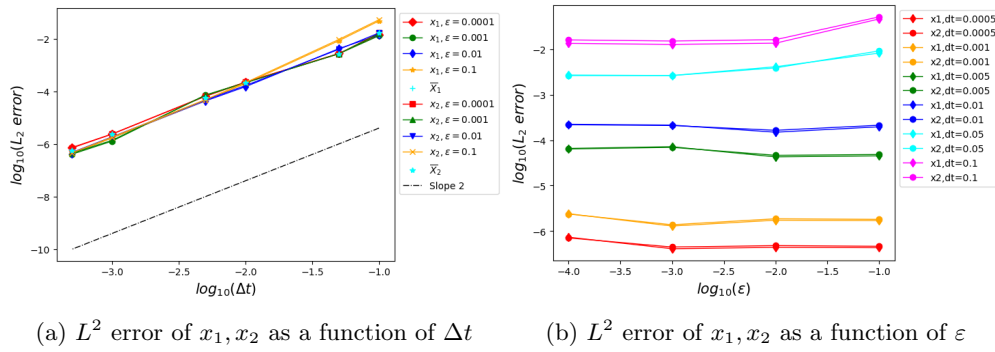 −2
−4
−6
−8
−10
log10(L2 error)
−3.0 −2.5 −2.0 −1.5 −1.0
log10(Δt)
x1, ε = 0.0001
x1, ε = 0.001
x1, ε = 0.01
x1, ε = 0.1
X̅1
x2, ε = 0.0001
x2, ε = 0.001
x2, ε = 0.01
x2, ε = 0.1
X̅2
Slope 2
(a) L² error of x1, x2 as a function of Δt
−2
−3
−4
−5
−6
log10(L2 error)
−4.0 −3.5 −3.0 −2.5 −2.0 −1.5 −1.0
log10(ε)
x1,dt=0.0005
x2,dt=0.0005
x1,dt=0.001
x2,dt=0.001
x1,dt=0.005
x2,dt=0.005
x1,dt=0.01
x2,dt=0.01
x1,dt=0.05
x2,dt=0.05
x1,dt=0.1
x2,dt=0.1
(b) L² error of x1, x2 as a function of ε